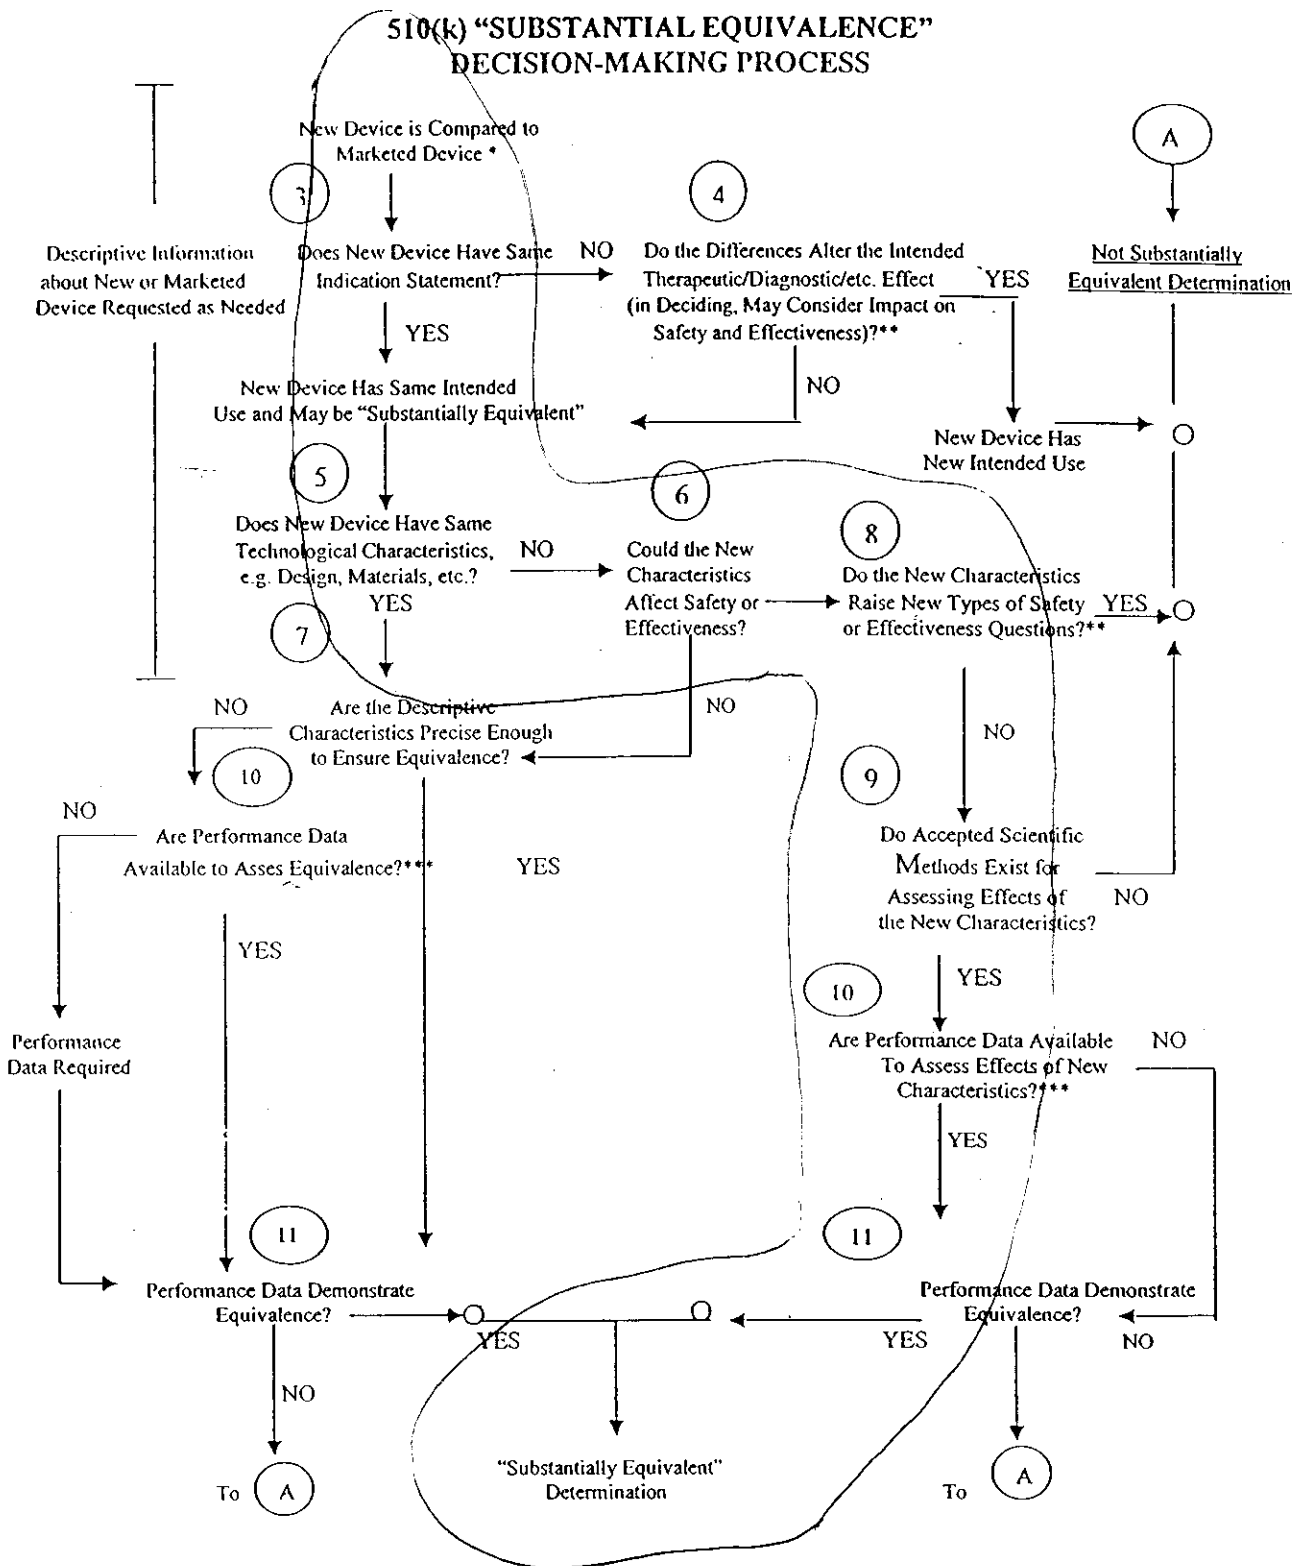 510(k) “SUBSTANTIAL EQUIVALENCE”
DECISION-MAKING PROCESS
New Device is Compared to
Marketed Device *
A
3
4
Descriptive Information
about New or Marketed
Device Requested as Needed
Does New Device Have Same
Indication Statement?
NO
Do the Differences Alter the Intended
Therapeutic/Diagnostic/etc. Effect
(in Deciding, May Consider Impact on
Safety and Effectiveness)?**
YES
Not Substantially
Equivalent Determination
YES
NO
New Device Has Same Intended
Use and May be “Substantially Equivalent”
New Device Has
New Intended Use
5
6
8
Does New Device Have Same
Technological Characteristics,
e.g. Design, Materials, etc.?
NO
Could the New
Characteristics
Affect Safety or
Effectiveness?
Do the New Characteristics
Raise New Types of Safety
or Effectiveness Questions?**
YES
YES
7
NO
Are the Descriptive
Characteristics Precise Enough
to Ensure Equivalence?
NO
NO
10
9
NO
Are Performance Data
Available to Asses Equivalence?***
YES
Do Accepted Scientific
Methods Exist for
Assessing Effects of
the New Characteristics?
NO
YES
YES
10
Performance
Data Required
Are Performance Data Available
To Assess Effects of New
Characteristics?***
NO
YES
11
11
Performance Data Demonstrate
Equivalence?
YES
YES
Performance Data Demonstrate
Equivalence?
NO
NO
To
A
“Substantially Equivalent”
Determination
To
A